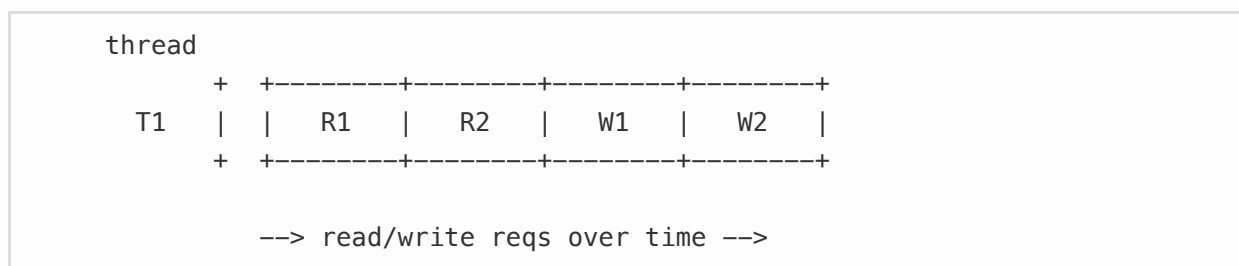 thread
+ +--------+--------+--------+--------+
T1 | | R1 | R2 | W1 | W2 |
+ +--------+--------+--------+--------+
--> read/write reqs over time -->